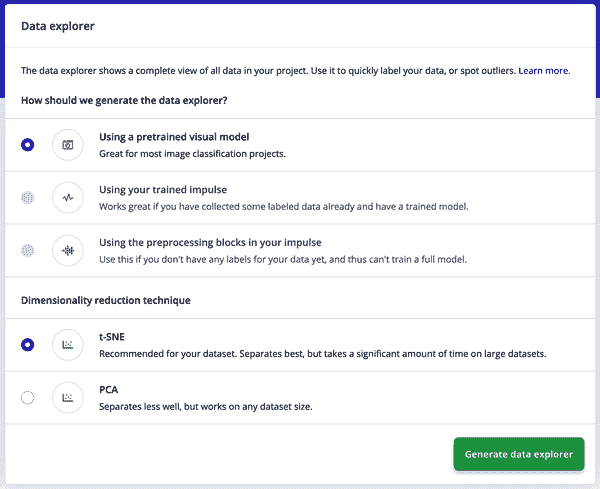 Data explorer
The data explorer shows a complete view of all data in your project. Use it to quickly label your data, or spot outliers. Learn more.
How should we generate the data explorer?
Using a pretrained visual model
Great for most image classification projects.
Using your trained impulse
Works great if you have collected some labeled data already and have a trained model.
Using the preprocessing blocks in your impulse
Use this if you don't have any labels for your data yet, and thus can't train a full model.
Dimensionality reduction technique
t-SNE
Recommended for your dataset. Separates best, but takes a significant amount of time on large datasets.
PCA
Separates less well, but works on any dataset size.
Generate data explorer